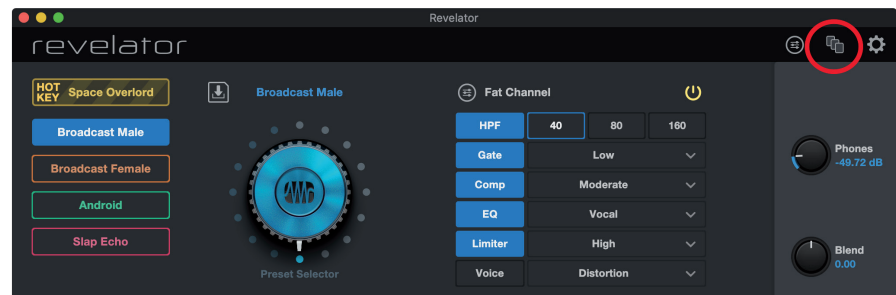 Revelator
revelator
HOT KEY Space Overlord
Broadcast Male
Broadcast Female
Android
Slap Echo
Broadcast Male
Preset Selector
Fat Channel
HPF 40 80 160
Gate Low
Comp Moderate
EQ Vocal
Limiter High
Voice Distortion
Phones
-49.72 dB
Blend
0.00